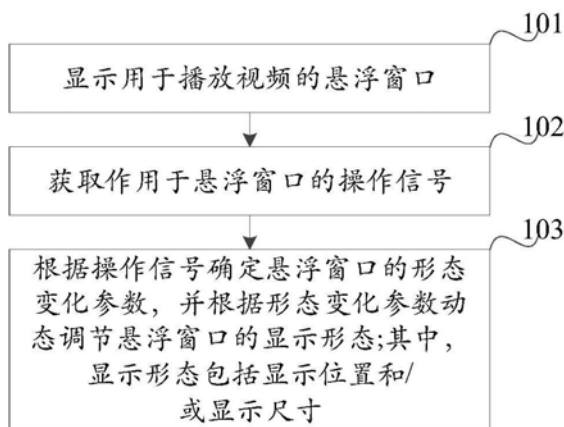 101
显示用于播放视频的悬浮窗口
102
获取作用于悬浮窗口的操作信号
103
根据操作信号确定悬浮窗口的形态
变化参数，并根据形态变化参数动
态调节悬浮窗口的显示形态;其中，
显示形态包括显示位置和/
或显示尺寸